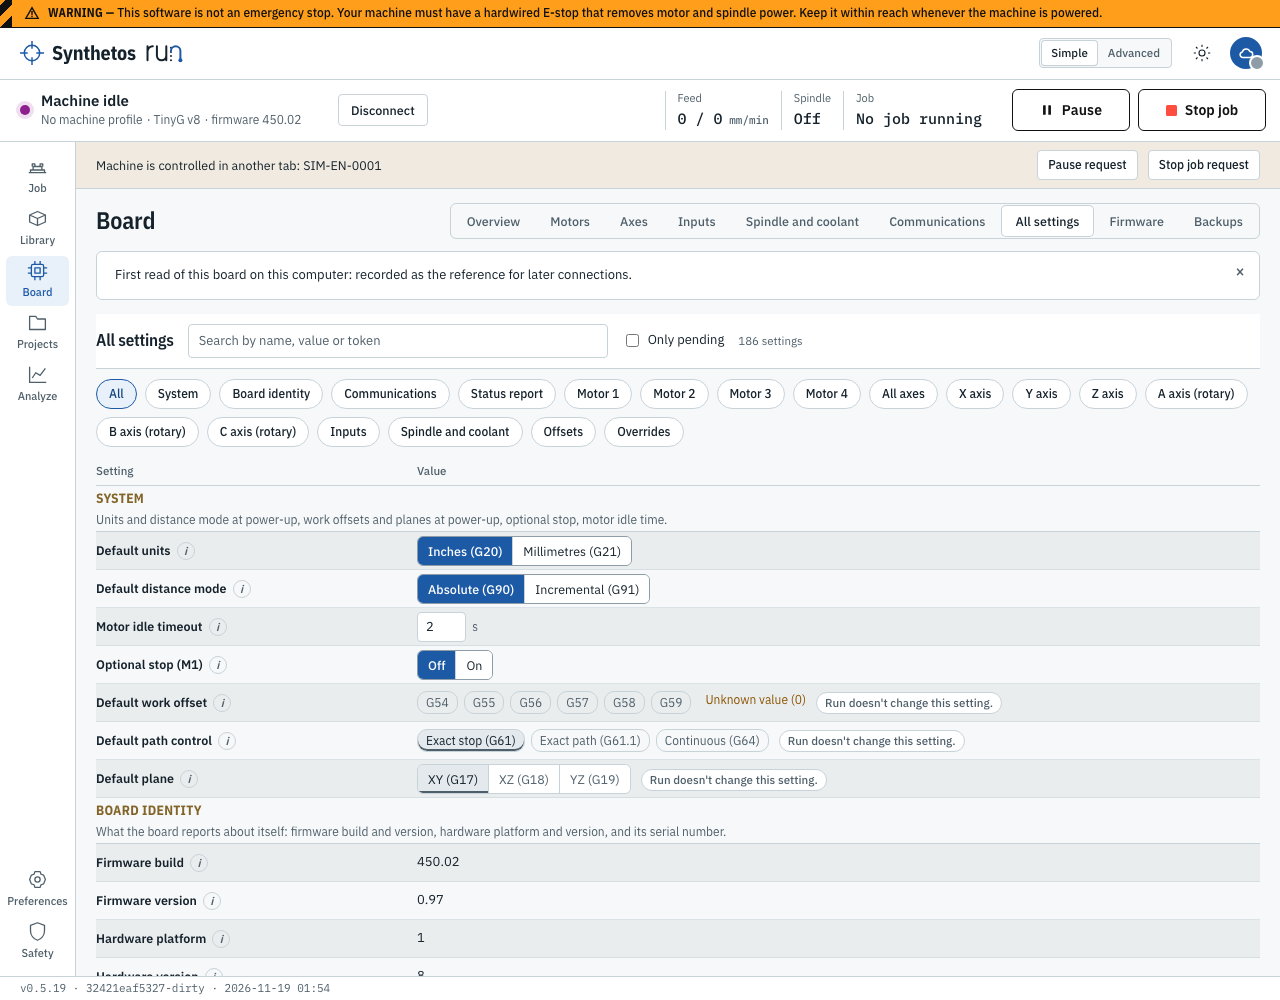 WARNING — This software is not an emergency stop. Your machine must have a hardwired E-stop that removes motor and spindle power. Keep it within reach whenever the machine is powered.
Synthetos run
Simple Advanced
Machine idle
No machine profile · TinyG v8 · firmware 450.02
Disconnect
Feed
0 / 0 mm/min
Spindle
Off
Job
No job running
Pause
Stop job
Job
Library
Board
Projects
Analyze
Preferences
Safety
Machine is controlled in another tab: SIM-EN-0001
Pause request
Stop job request
Board
Overview Motors Axes Inputs Spindle and coolant Communications All settings Firmware Backups
First read of this board on this computer: recorded as the reference for later connections.
×
All settings
Search by name, value or token
Only pending
186 settings
All System Board identity Communications Status report Motor 1 Motor 2 Motor 3 Motor 4 All axes X axis Y axis Z axis A axis (rotary)
B axis (rotary) C axis (rotary) Inputs Spindle and coolant Offsets Overrides
Setting Value
SYSTEM
Units and distance mode at power-up, work offsets and planes at power-up, optional stop, motor idle time.
Default units i Inches (G20) Millimetres (G21)
Default distance mode i Absolute (G90) Incremental (G91)
Motor idle timeout i 2 s
Optional stop (M1) i Off On
Default work offset i G54 G55 G56 G57 G58 G59 Unknown value (0) Run doesn't change this setting.
Default path control i Exact stop (G61) Exact path (G61.1) Continuous (G64) Run doesn't change this setting.
Default plane i XY (G17) XZ (G18) YZ (G19) Run doesn't change this setting.
BOARD IDENTITY
What the board reports about itself: firmware build and version, hardware platform and version, and its serial number.
Firmware build i 450.02
Firmware version i 0.97
Hardware platform i 1
Hardware version i 8
v0.5.19 · 32421eaf5327-dirty · 2026-11-19 01:54